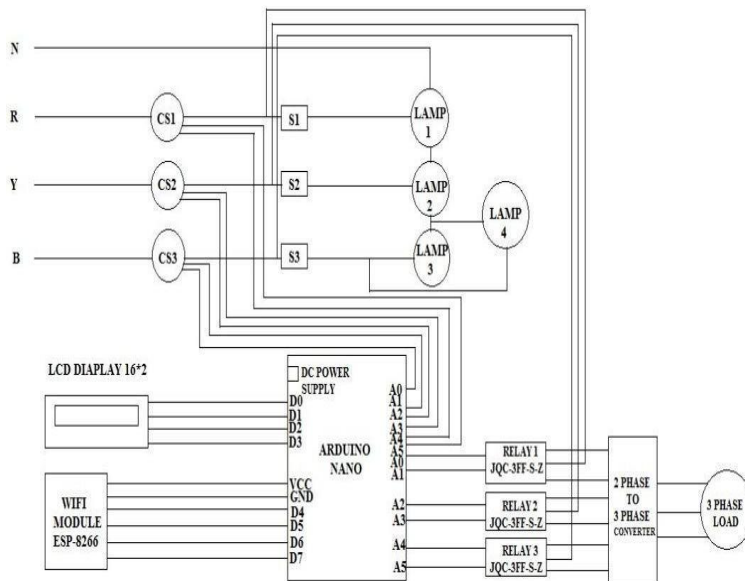 N
R
CS1
S1
LAMP
1
Y
CS2
S2
LAMP
2
LAMP
4
B
CS3
S3
LAMP
3
LCD DIAPLAY 16*2
DC POWER
SUPPLY
D0
D1
D2
D3
ARDUINO
NANO
A0
A1
A2
A3
A4
A5
A0
A1
A2
A3
A4
A5
VCC
GND
D4
D5
D6
D7
WIFI
MODULE
ESP-8266
RELAY 1
JQC-3FF-S-Z
RELAY 2
JQC-3FF-S-Z
RELAY 3
JQC-3FF-S-Z
2 PHASE
TO
3 PHASE
CONVERTER
3 PHASE
LOAD